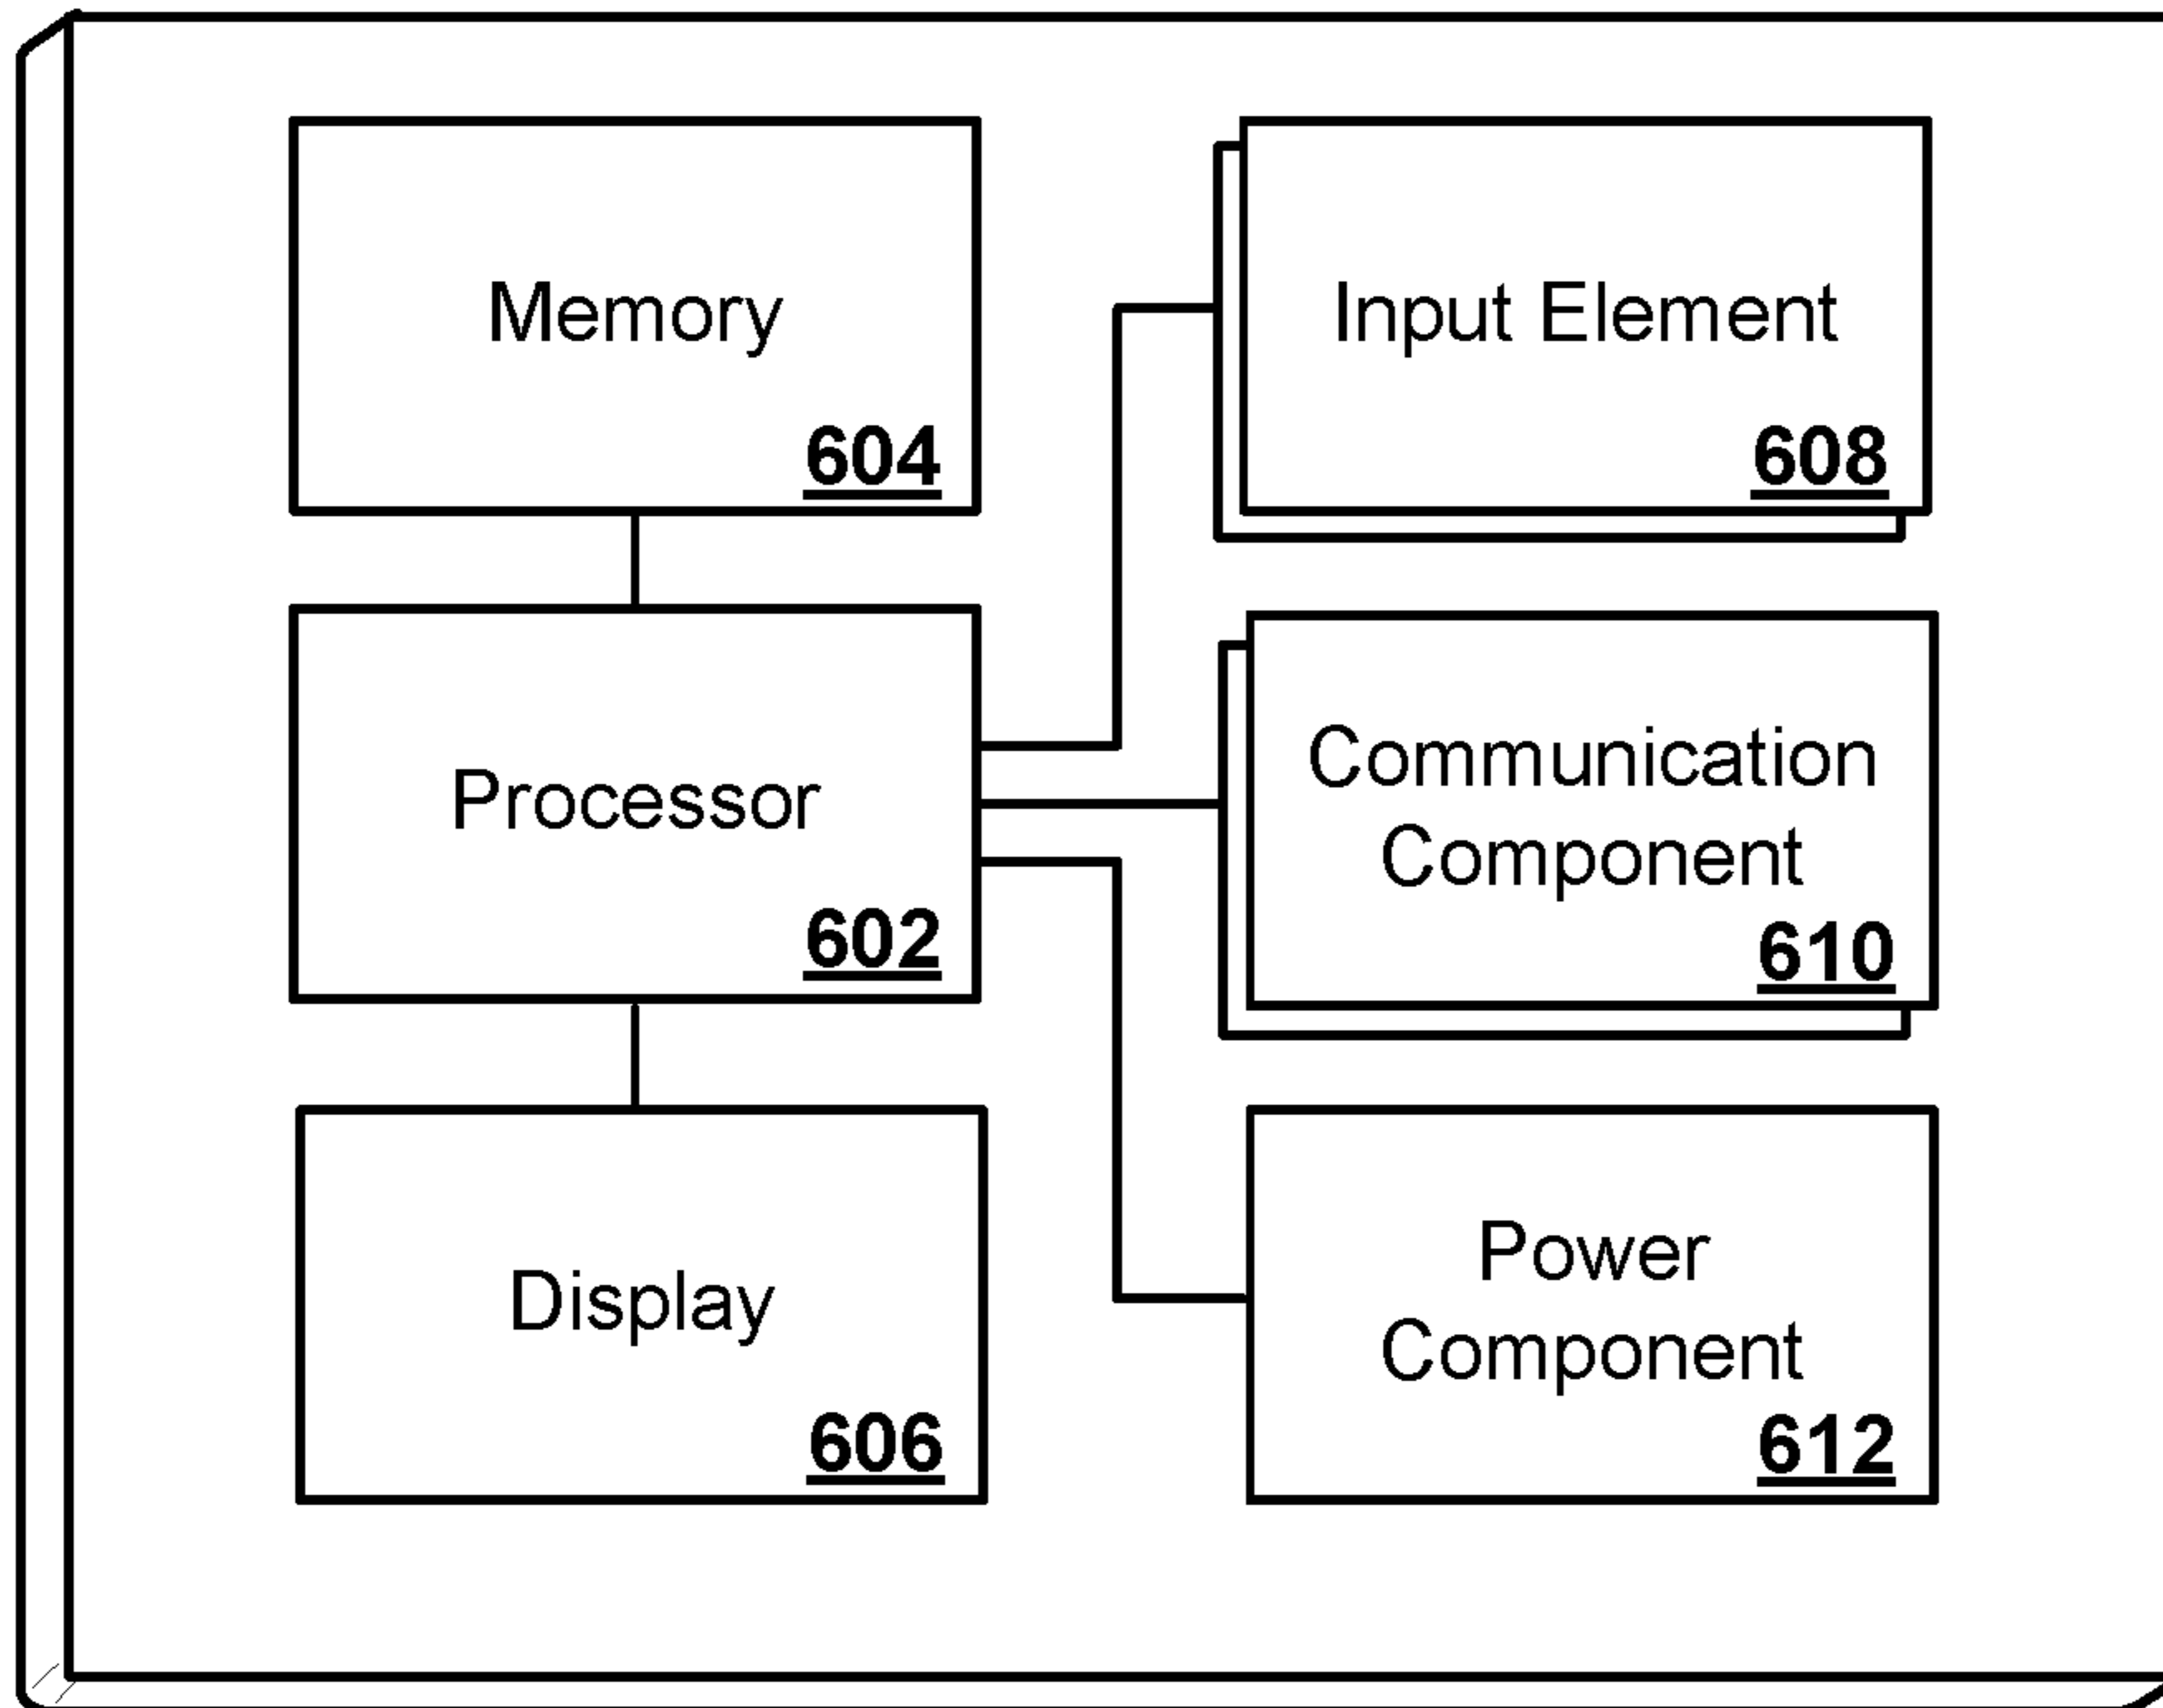 Memory
604
Input Element
608
Processor
602
Communication
Component
610
Display
606
Power
Component
612